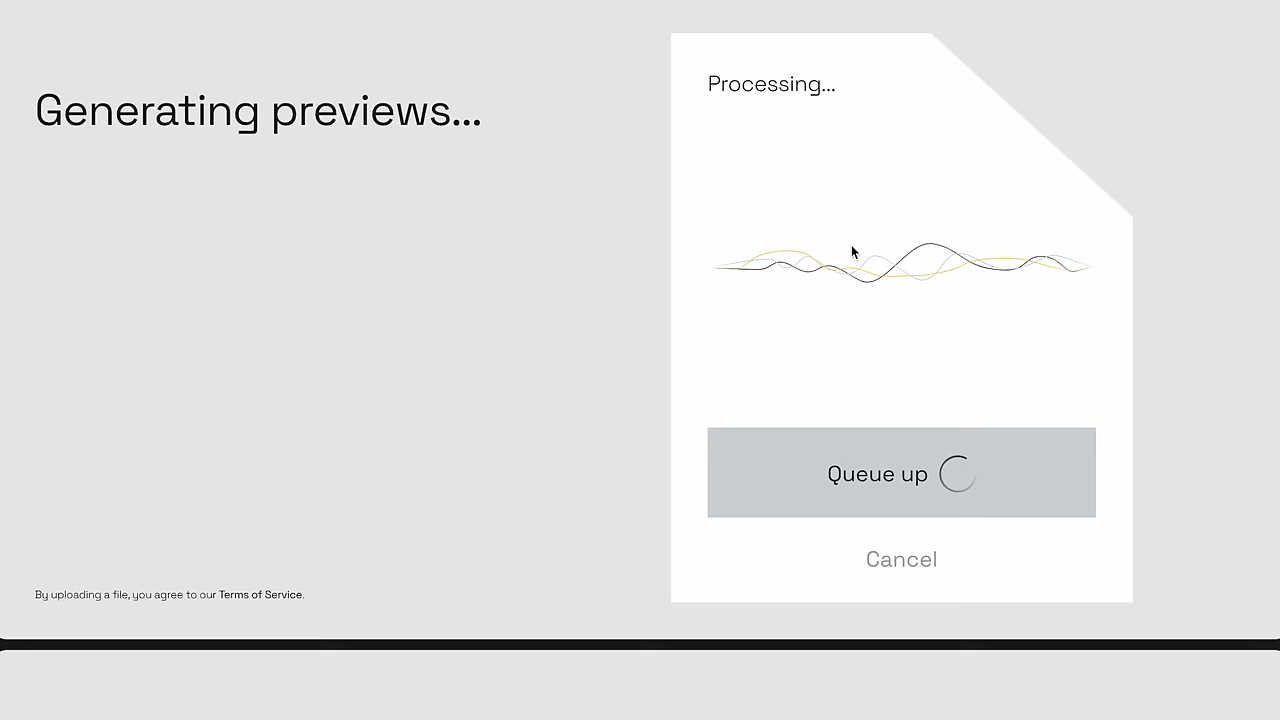 Generating previews...
Processing...
Queue up
Cancel
By uploading a file, you agree to our Terms of Service.